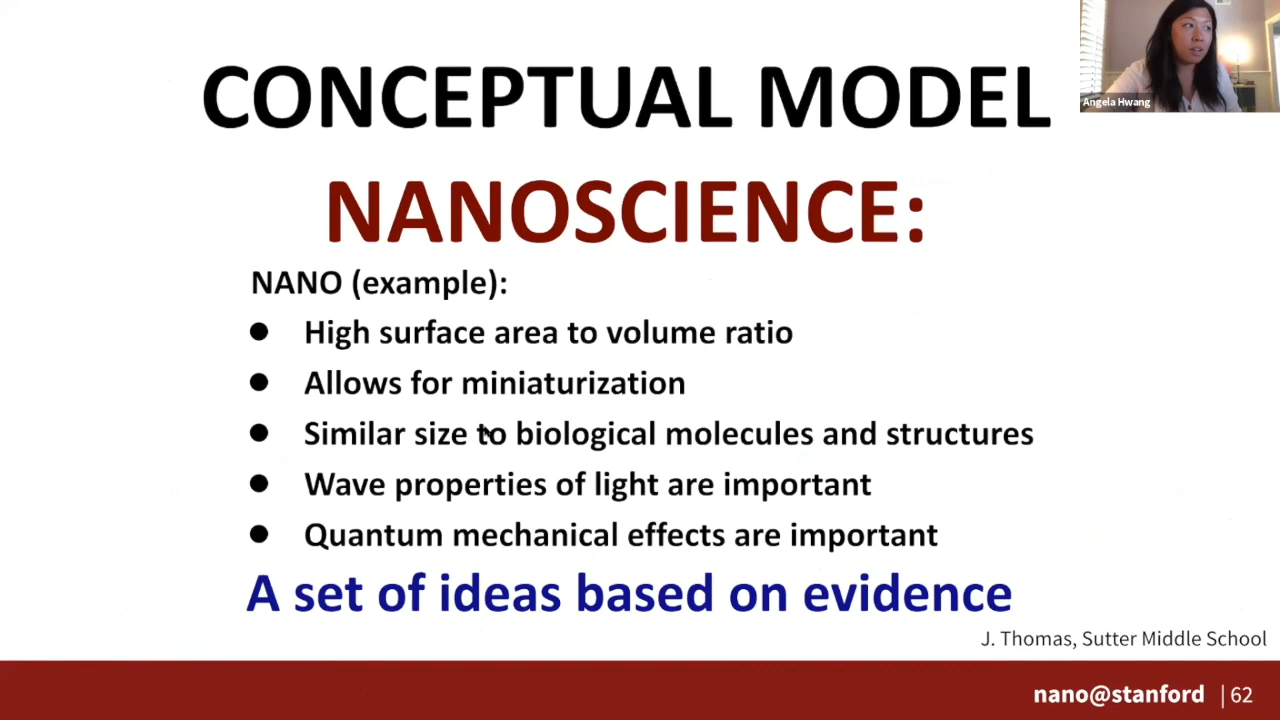 CONCEPTUAL MODEL
Angela Hwang
NANOSCIENCE:
NANO (example):
● High surface area to volume ratio
● Allows for miniaturization
● Similar size to biological molecules and structures
● Wave properties of light are important
● Quantum mechanical effects are important
A set of ideas based on evidence
J. Thomas, Sutter Middle School
nano@stanford | 62